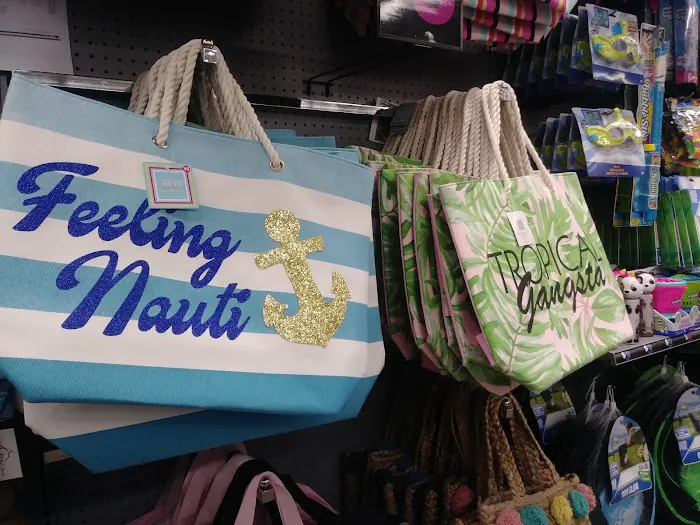 Feeling
Nauti
TROPICAL
Gangsta